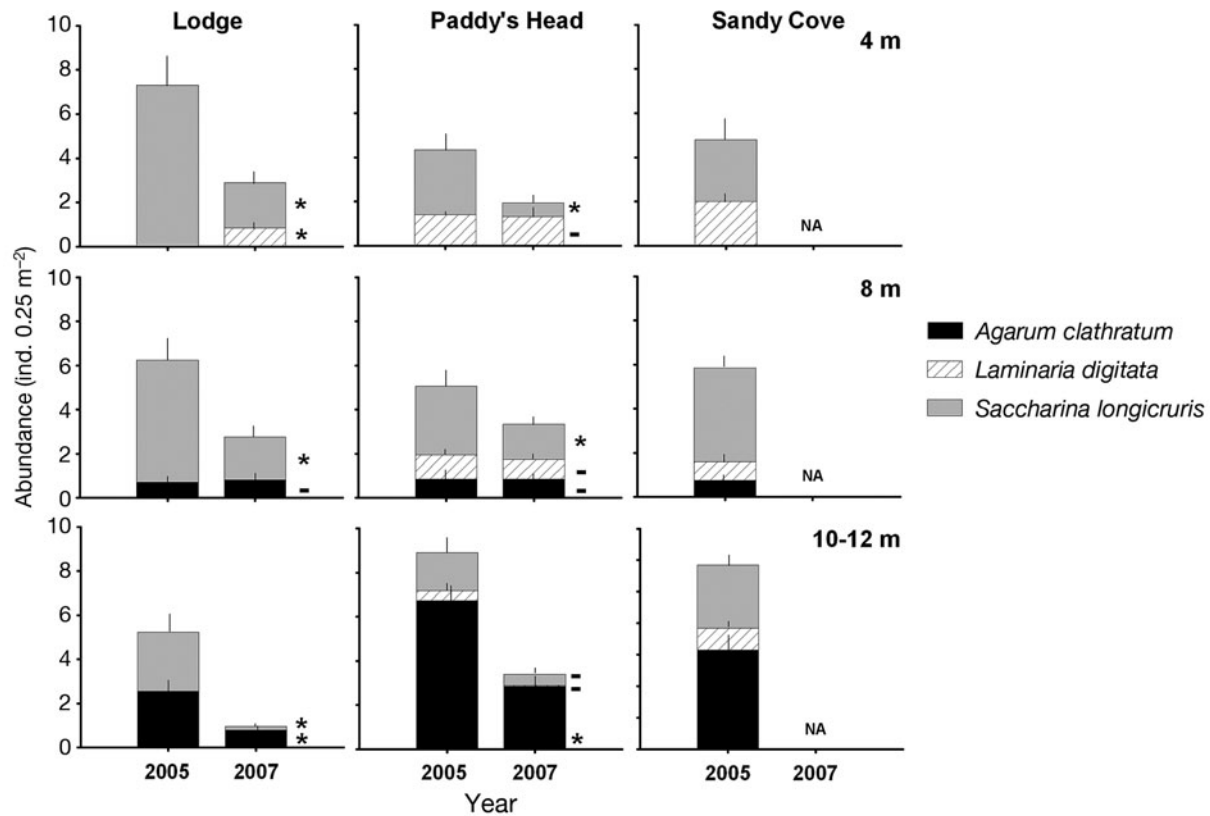 Lodge Paddy's Head Sandy Cove
4 m
10
8
6
4
2
0
* * * - NA
8 m
10
8
6
4
2
0
* - * - - NA
10-12 m
10
8
6
4
2
0
* * - - * NA
2005 2007 2005 2007 2005 2007
Year
Abundance (ind. 0.25 m⁻²)
Agarum clathratum
Laminaria digitata
Saccharina longicruris